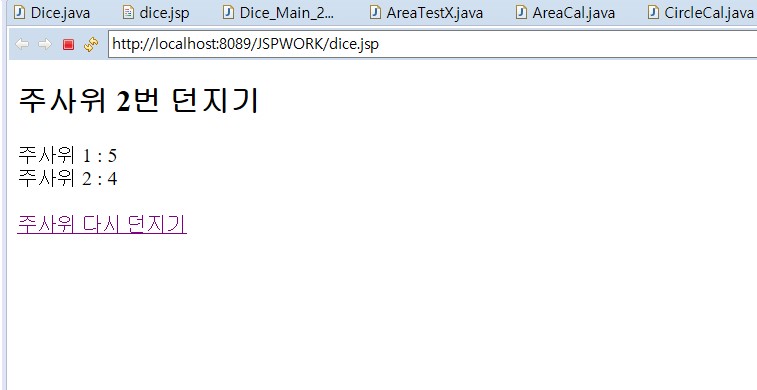 Dice.java dice.jsp Dice_Main_2... AreaTestX.java AreaCal.java CircleCal.java
http://localhost:8089/JSPWORK/dice.jsp
주사위 2번 던지기
주사위 1 : 5
주사위 2 : 4
주사위 다시 던지기